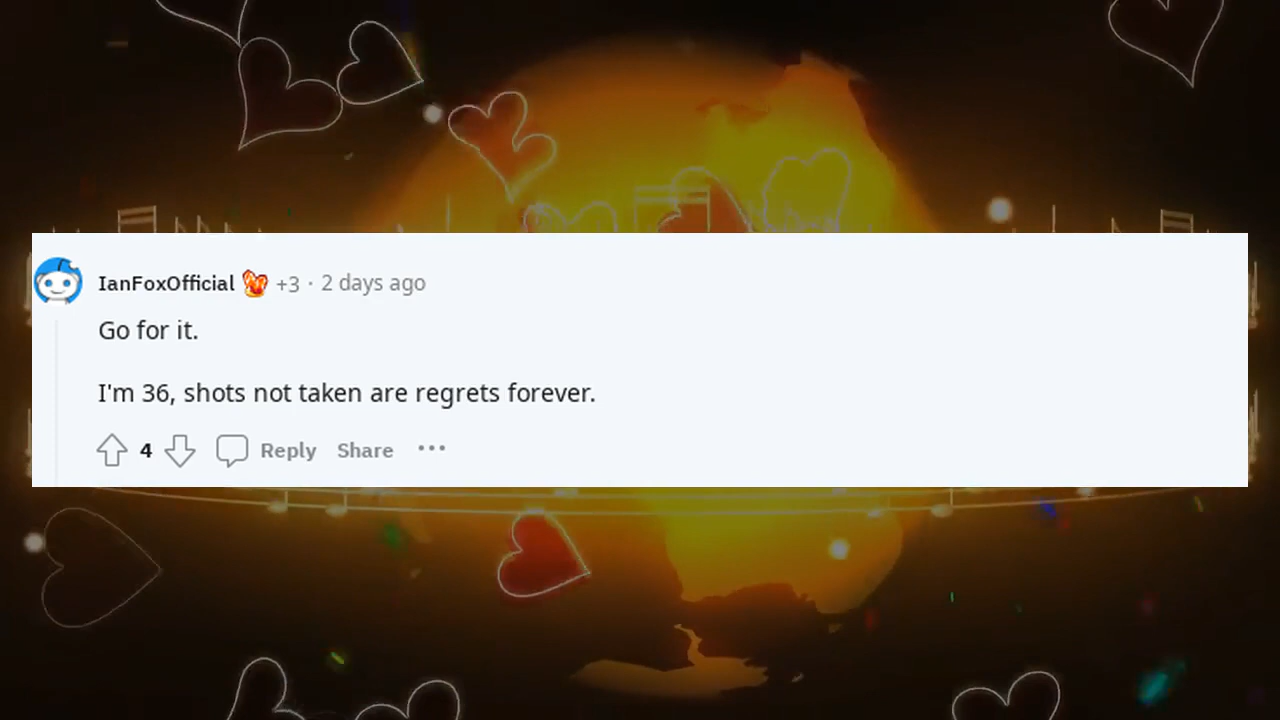 IanFoxOfficial +3 · 2 days ago
Go for it.
I'm 36, shots not taken are regrets forever.
4 Reply Share ···